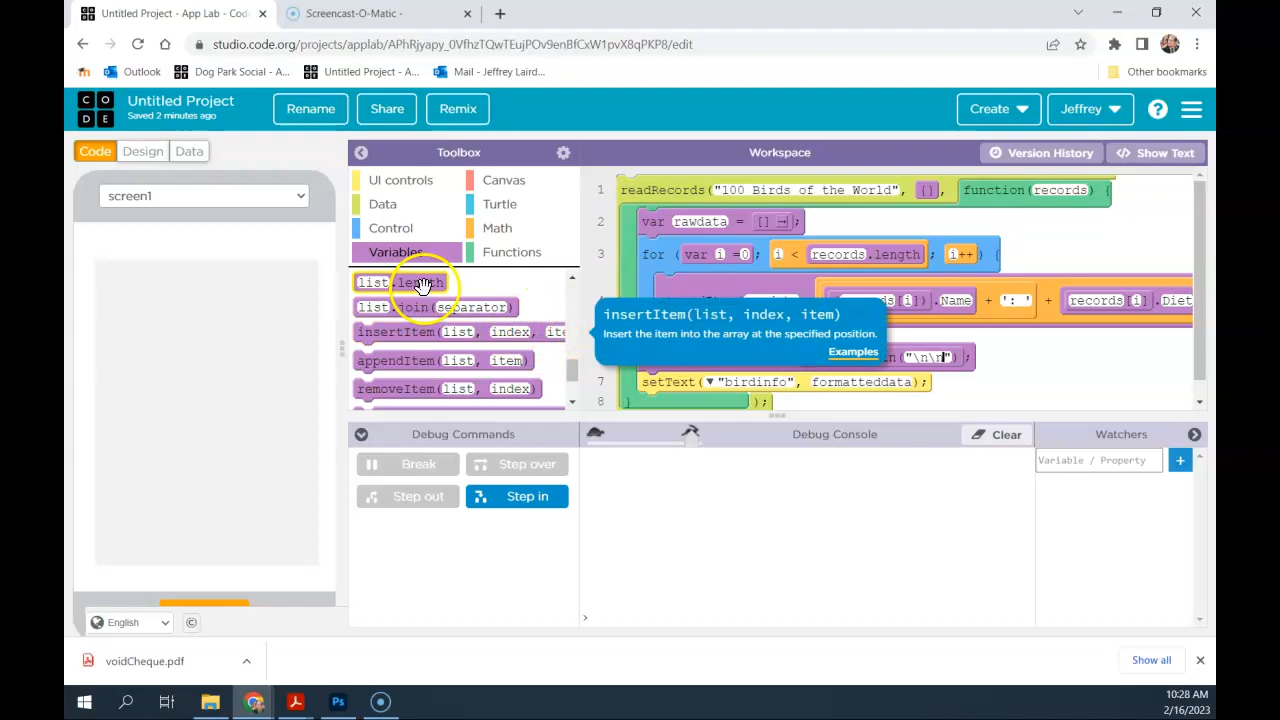 Untitled Project - App Lab - Cod
Screencast-O-Matic -
studio.code.org/projects/applab/APhRjyapy_0VfhzTQwTEujPOv9enBfCxW1pvX8qPKP8/edit
Outlook
Dog Park Social - A...
Untitled Project - A...
Mail - Jeffrey Laird...
Other bookmarks
CODE
Untitled Project
Saved 2 minutes ago
Rename
Share
Remix
Create
Jeffrey
?
Code
Design
Data
Toolbox
Workspace
Version History
</> Show Text
screen1
UI controls
Canvas
Data
Turtle
Control
Math
Variables
Functions
list.length
list.join(separator)
insertItem(list, index, ite
appendItem(list, item)
removeItem(list, index)
1 readRecords("100 Birds of the World", {}, function(records) {
2 var rawdata = [];
3 for (var i =0; i < records.length; i++) {
[i]).Name + ': ' + records[i].Diet
insertItem(list, index, item)
Insert the item into the array at the specified position.
Examples
in("\n\n");
7 setText("birdinfo", formatteddata);
8 } );
Debug Commands
Debug Console
Clear
Watchers
Break
Step over
Step out
Step in
Variable / Property
+
>
English
©
voidCheque.pdf
Show all
Ps
10:28 AM
2/16/2023